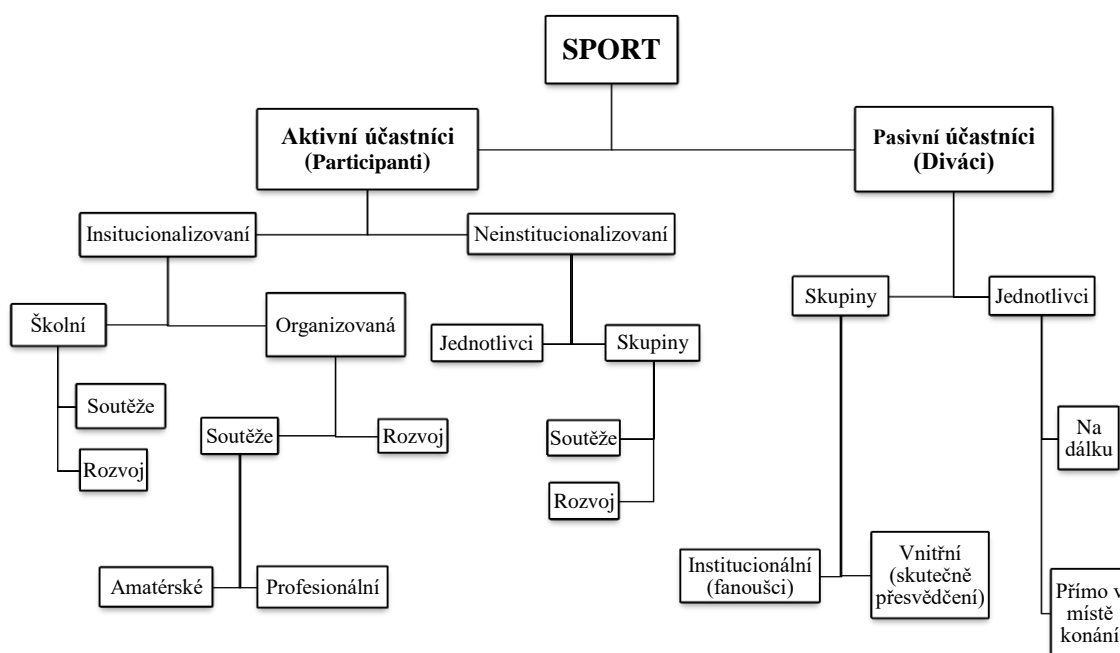 SPORT
Aktivní účastníci
(Participanti)
Pasivní účastníci
(Diváci)
Insitucionalizovaní
Neinstitucionalizovaní
Skupiny
Jednotlivci
Školní
Organizovaná
Jednotlivci
Skupiny
Soutěže
Rozvoj
Soutěže
Rozvoj
Soutěže
Rozvoj
Na
dálku
Amatérské
Profesionální
Institucionální
(fanoušci)
Vnitřní
(skutečně
přesvědčení)
Přímo v
místě
konání